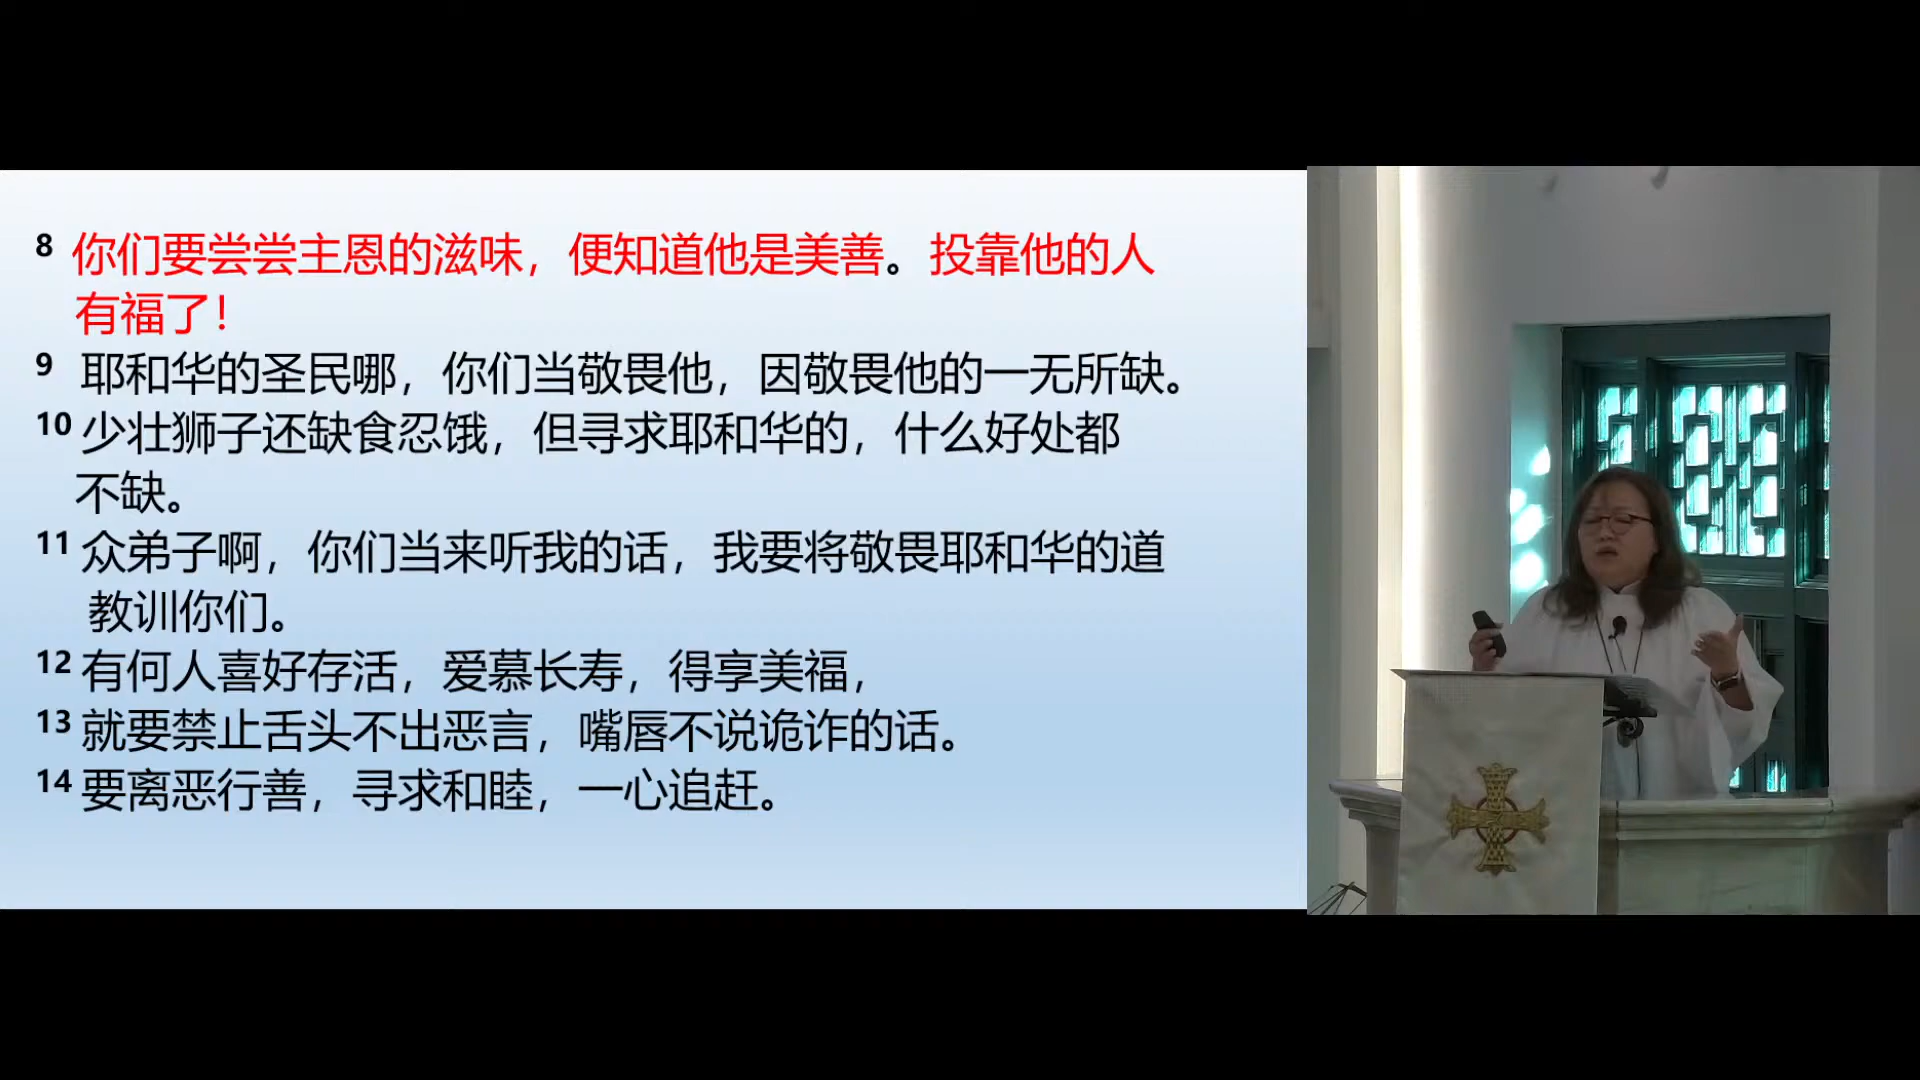 8 你们要尝尝主恩的滋味，便知道他是美善。投靠他的人
有福了！
9 耶和华的圣民哪，你们当敬畏他，因敬畏他的一无所缺。
10 少壮狮子还缺食忍饿，但寻求耶和华的，什么好处都
不缺。
11 众弟子啊，你们当来听我的话，我要将敬畏耶和华的道
教训你们。
12 有何人喜好存活，爱慕长寿，得享美福，
13 就要禁止舌头不出恶言，嘴唇不说诡诈的话。
14 要离恶行善，寻求和睦，一心追赶。